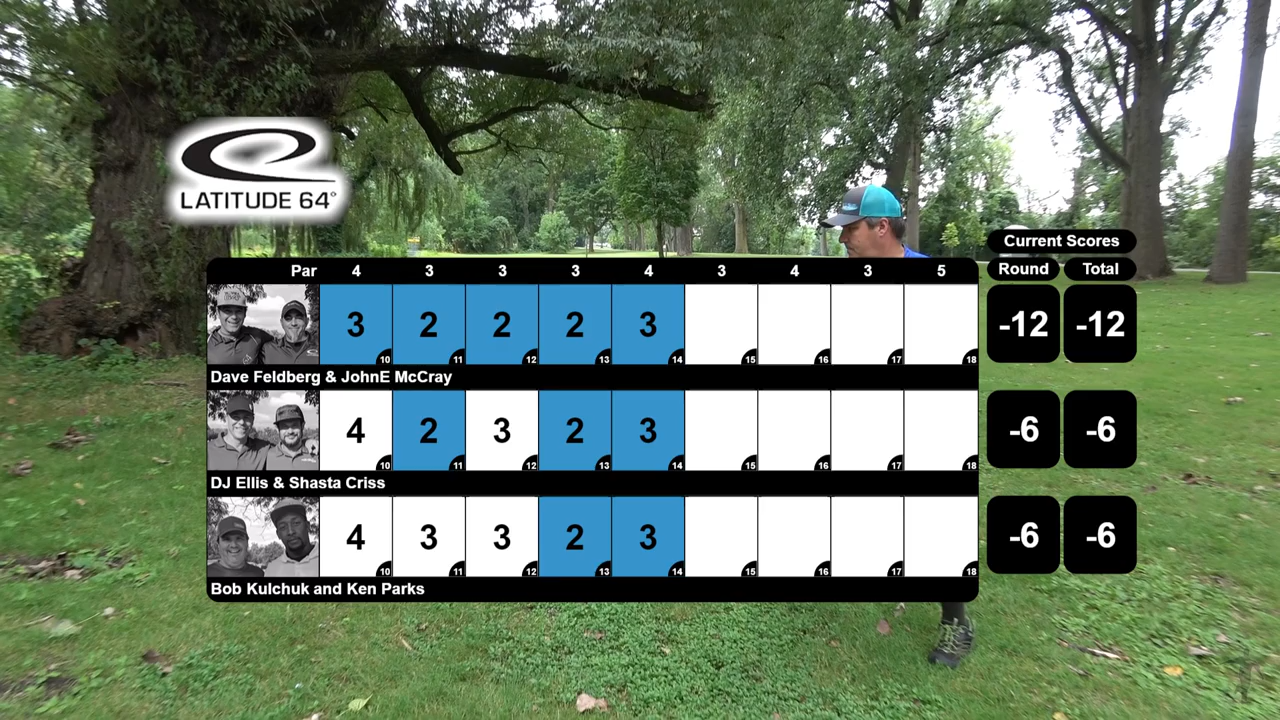 LATITUDE 64°
Current Scores
Par 4 3 3 3 4 3 4 3 5 Round Total
3 2 2 2 3 -12 -12
10 11 12 13 14 15 16 17 18
Dave Feldberg & JohnE McCray
4 2 3 2 3 -6 -6
10 11 12 13 14 15 16 17 18
DJ Ellis & Shasta Criss
4 3 3 2 3 -6 -6
10 11 12 13 14 15 16 17 18
Bob Kulchuk and Ken Parks